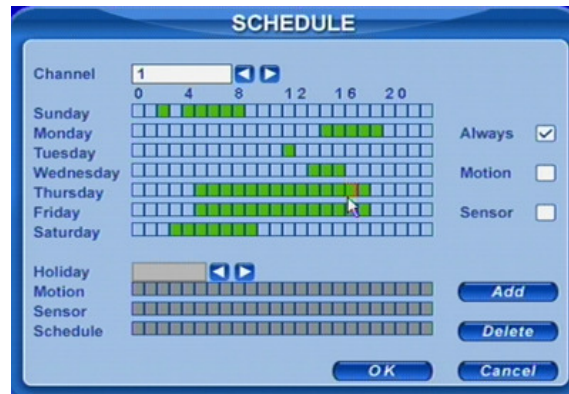 SCHEDULE
Channel 1
0 4 8 12 16 20
Sunday
Monday
Tuesday
Wednesday
Thursday
Friday
Saturday
Always
Motion
Sensor
Holiday
Motion
Sensor
Schedule
Add
Delete
OK
Cancel